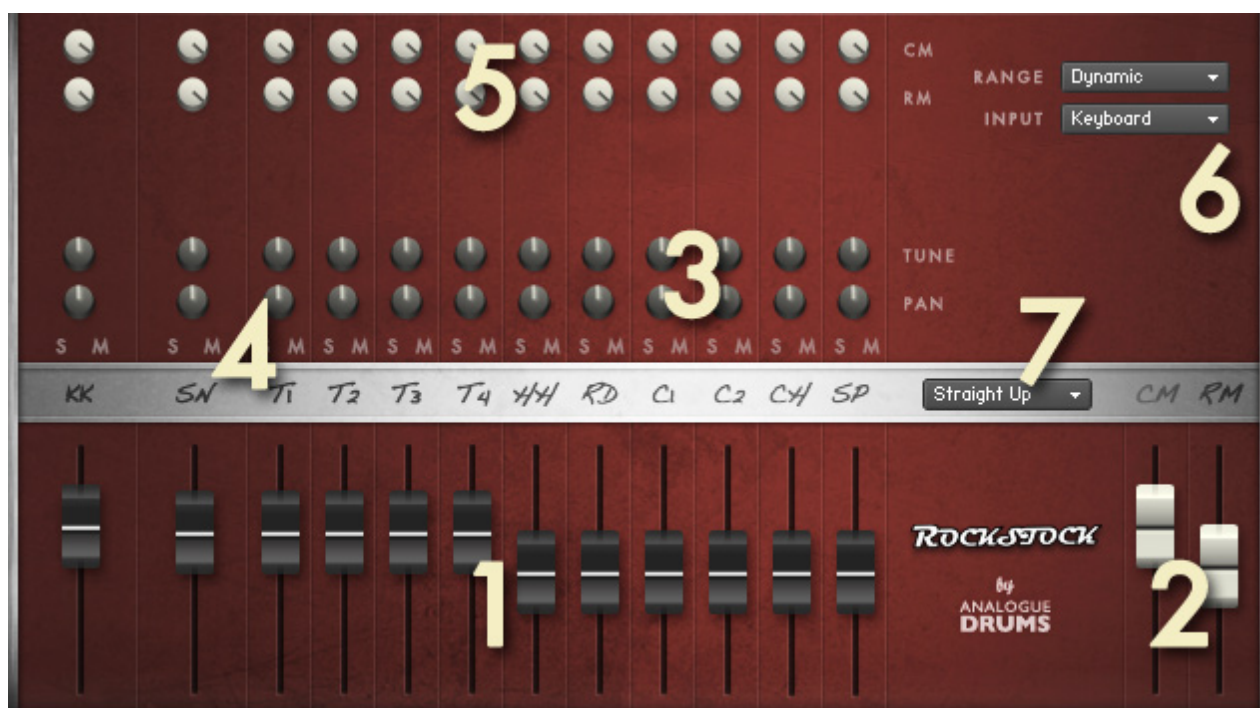 CM
RANGE Dynamic
RM
INPUT Keyboard
5
6
TUNE
3
PAN
4
7
S M S M M S M S M S M S M S M S M S M S M S M
KK SN T1 T2 T3 T4 HH RD C1 C2 CH SP Straight Up CM RM
ROCKSTOCK
by
ANALOGUE
DRUMS
1
2